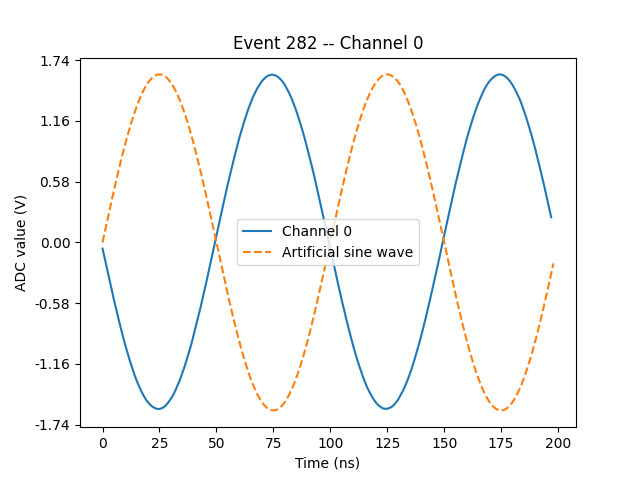 Event 282 -- Channel 0
1.74
1.16
0.58
0.00
-0.58
-1.16
-1.74
ADC value (V)
Channel 0
Artificial sine wave
0 25 50 75 100 125 150 175 200
Time (ns)